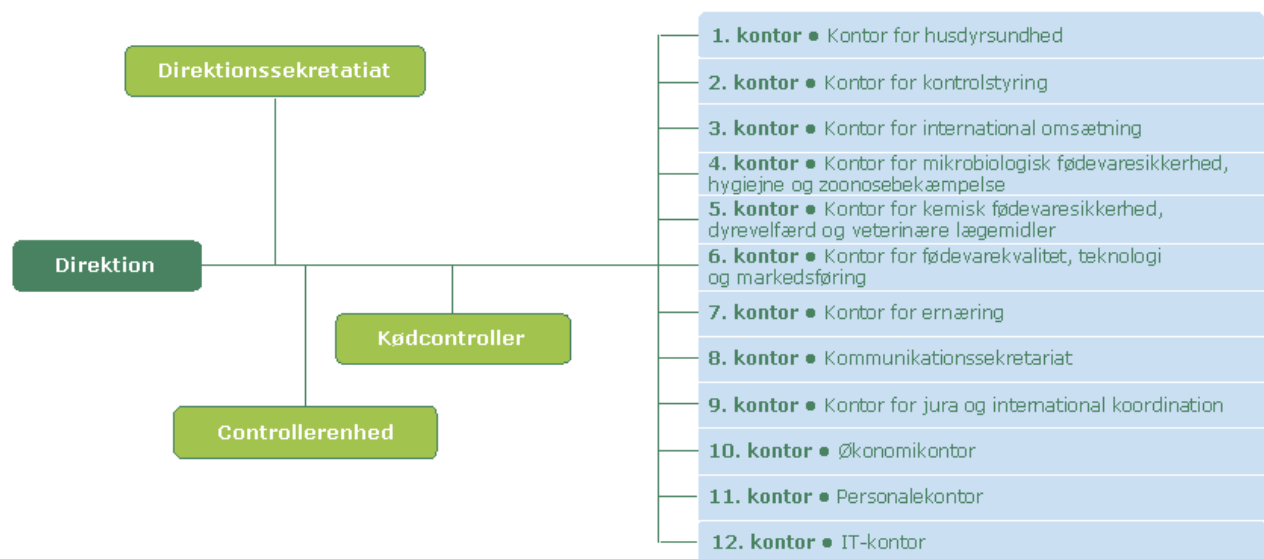 Direktionssekretatiat
Direktion
Kødcontroller
Controllerenhed
1. kontor ● Kontor for husdyrsundhed
2. kontor ● Kontor for kontrolstyring
3. kontor ● Kontor for international omsætning
4. kontor ● Kontor for mikrobiologisk fødevaresikkerhed,
hygiejne og zoonosebekæmpelse
5. kontor ● Kontor for kemisk fødevaresikkerhed,
dyrevelfærd og veterinære lægemidler
6. kontor ● Kontor for fødevarekvalitet, teknologi
og markedsføring
7. kontor ● Kontor for ernæring
8. kontor ● Kommunikationssekretariat
9. kontor ● Kontor for jura og international koordination
10. kontor ● Økonomikontor
11. kontor ● Personalekontor
12. kontor ● IT-kontor